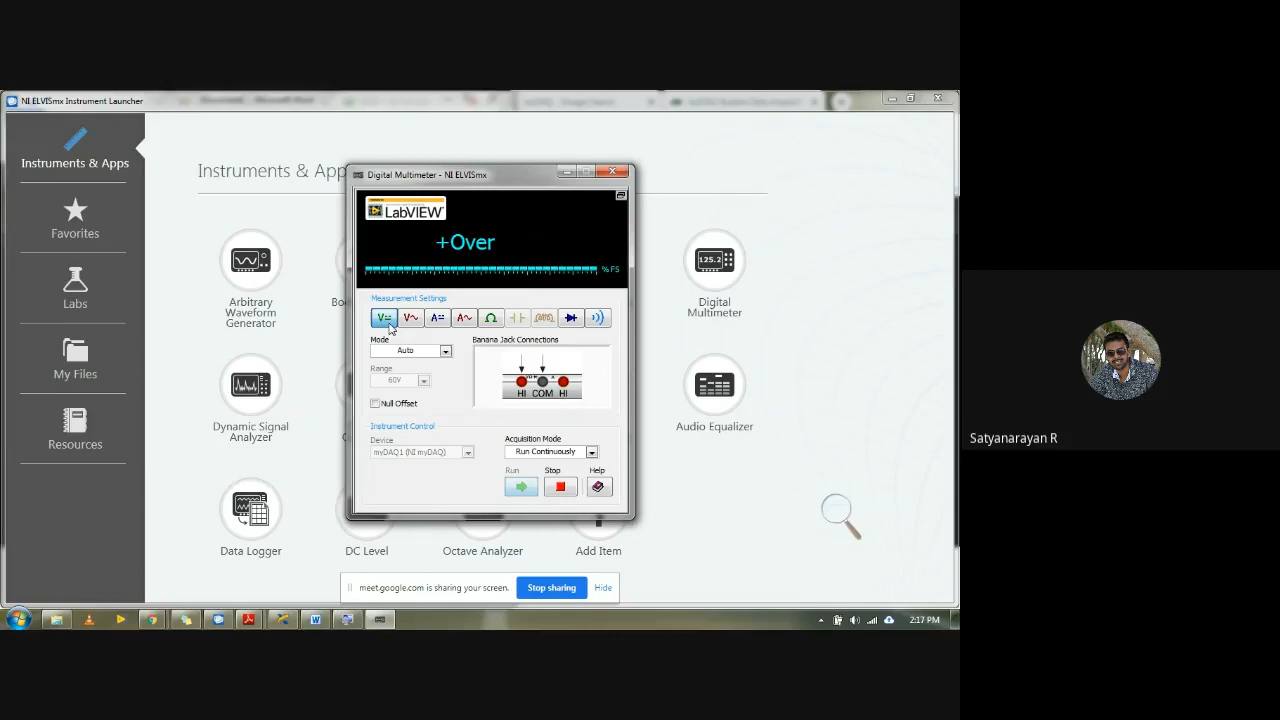 NI ELVISmx Instrument Launcher
Instruments & Apps
Favorites
Labs
My Files
Resources
Instruments & App
Arbitrary
Waveform
Generator
Digital
Multimeter
Dynamic Signal
Analyzer
Audio Equalizer
Data Logger
DC Level
Octave Analyzer
Add Item
Digital Multimeter - NI ELVISmx
LabVIEW
+Over
% FS
Measurement Settings
V
V
A
A
Ω
Mode
Auto
Banana Jack Connections
Range
60V
HI COM HI
Null Offset
Instrument Control
Device
myDAQ1 (NI myDAQ)
Acquisition Mode
Run Continuously
Run
Stop
Help
meet.google.com is sharing your screen.
Stop sharing
Hide
2:17 PM
Satyanarayan R
125.2